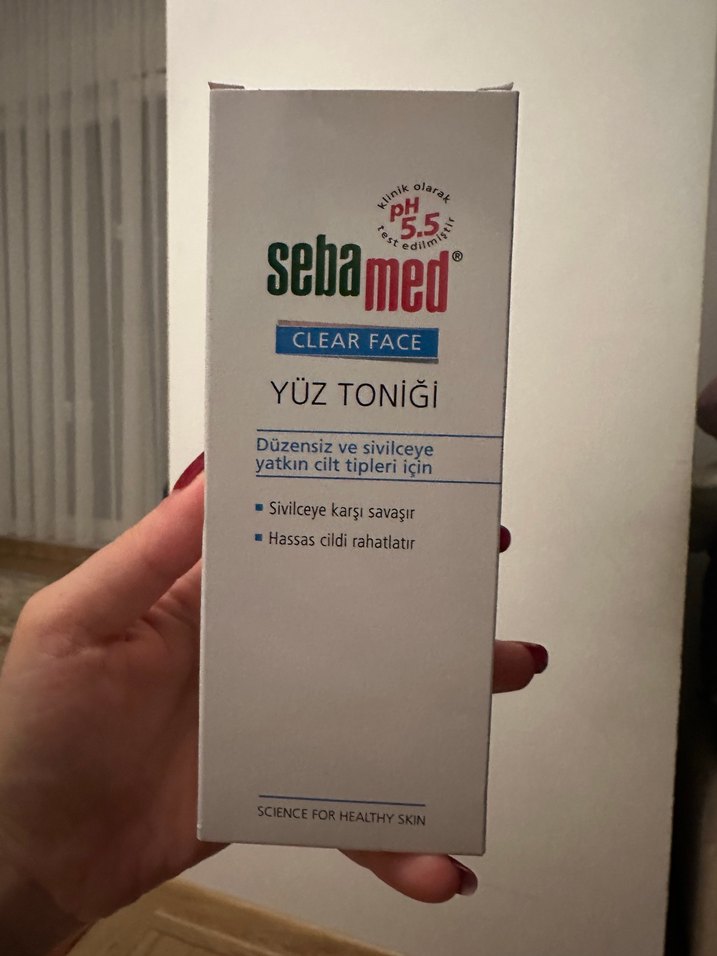 klinik olarak
pH
5.5
test edilmiştir
sebamed®
CLEAR FACE
YÜZ TONİĞİ
Düzensiz ve sivilceye
yatkın cilt tipleri için
▪ Sivilceye karşı savaşır
▪ Hassas cildi rahatlatır
SCIENCE FOR HEALTHY SKIN